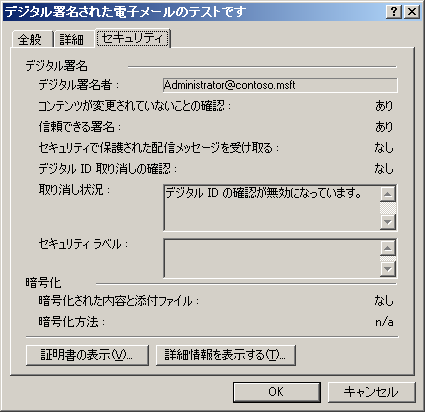 デジタル署名された電子メールのテストです
全般 詳細 セキュリティ
デジタル署名
デジタル署名者： Administrator@contoso.msft
コンテンツが変更されていないことの確認： あり
信頼できる署名： あり
セキュリティで保護された配信メッセージを受け取る： なし
デジタル ID 取り消しの確認： なし
取り消し状況： デジタル ID の確認が無効になっています。
セキュリティ ラベル：
暗号化
暗号化された内容と添付ファイル： なし
暗号化方法： n/a
証明書の表示(V)... 詳細情報を表示する(T)...
OK キャンセル